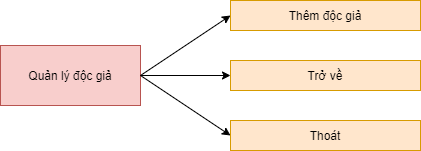 Quản lý độc giả
Thêm độc giả
Trở về
Thoát